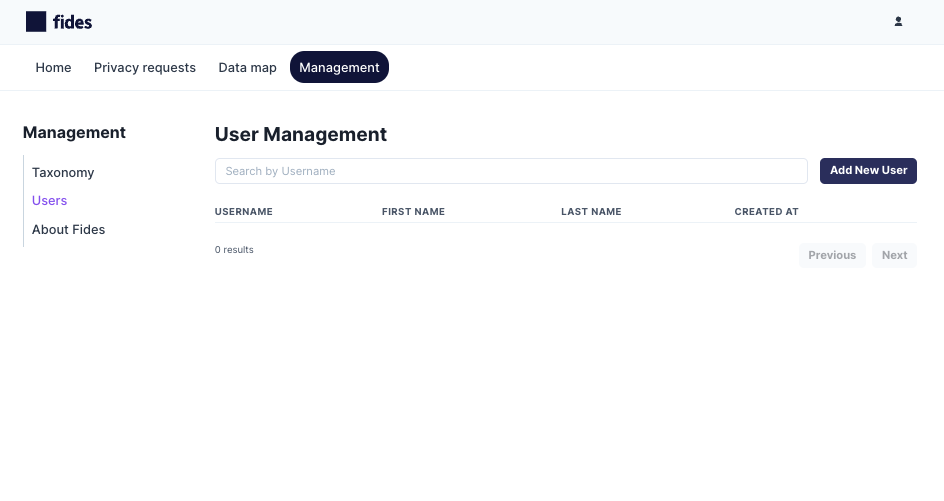 fides
Home Privacy requests Data map Management
Management
Taxonomy
Users
About Fides
User Management
Search by Username
Add New User
USERNAME FIRST NAME LAST NAME CREATED AT
0 results
Previous Next